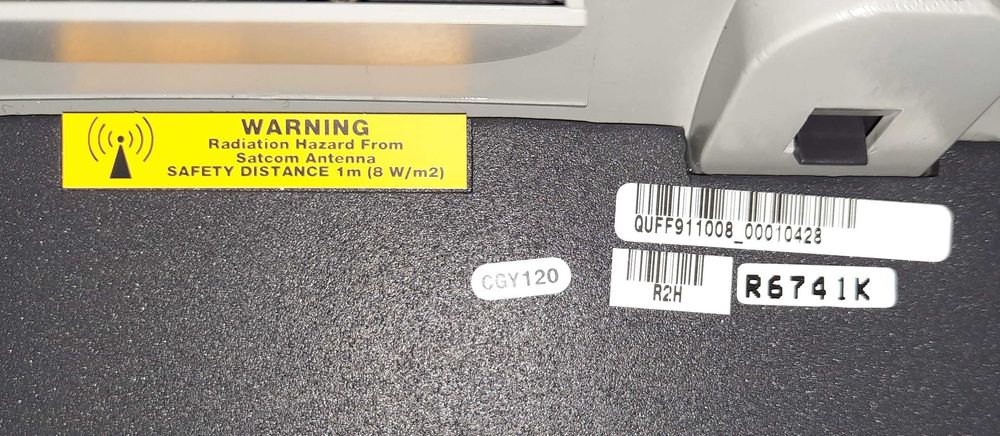 WARNING
Radiation Hazard From
Satcom Antenna
SAFETY DISTANCE 1m (8 W/m2)
QUFF911008_00010428
CGY120
R2H
R6741K